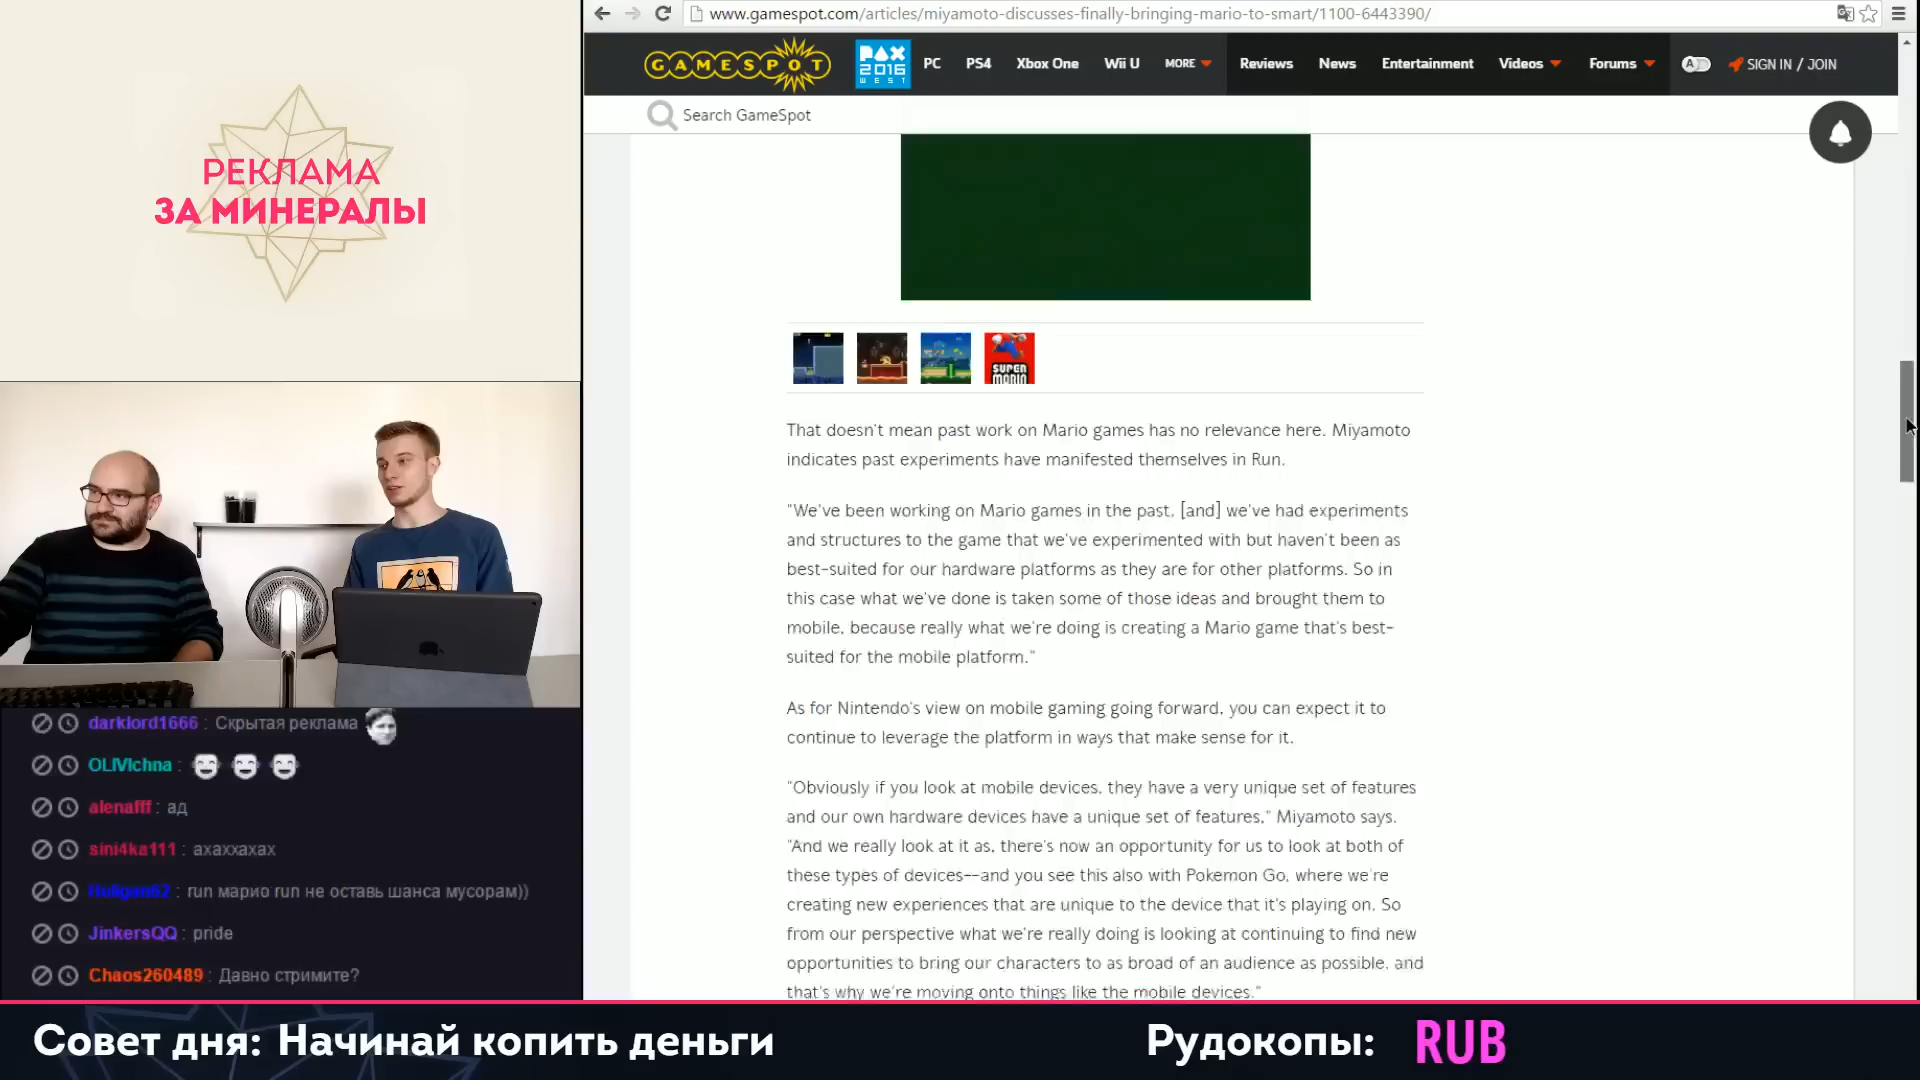 РЕКЛАМА
ЗА МИНЕРАЛЫ
darklord1666 : Скрытая реклама
OLIVIchna :
alenafff : ад
sini4ka111 : ахаххахах
Huligan62 : run марио run не оставь шанса мусорам))
JinkersQQ : pride
Chaos260489 : Давно стримите?
www.gamespot.com/articles/miyamoto-discusses-finally-bringing-mario-to-smart/1100-6443390/
GAMESPOT
PAX
2016
WEST
PC PS4 Xbox One Wii U MORE Reviews News Entertainment Videos Forums A SIGN IN / JOIN
Search GameSpot
SUPER
MARIO
That doesn't mean past work on Mario games has no relevance here. Miyamoto
indicates past experiments have manifested themselves in Run.
"We've been working on Mario games in the past, [and] we've had experiments
and structures to the game that we've experimented with but haven't been as
best-suited for our hardware platforms as they are for other platforms. So in
this case what we've done is taken some of those ideas and brought them to
mobile, because really what we're doing is creating a Mario game that's best-
suited for the mobile platform."
As for Nintendo's view on mobile gaming going forward, you can expect it to
continue to leverage the platform in ways that make sense for it.
"Obviously if you look at mobile devices, they have a very unique set of features
and our own hardware devices have a unique set of features," Miyamoto says.
"And we really look at it as, there's now an opportunity for us to look at both of
these types of devices--and you see this also with Pokemon Go, where we're
creating new experiences that are unique to the device that it's playing on. So
from our perspective what we're really doing is looking at continuing to find new
opportunities to bring our characters to as broad of an audience as possible, and
that's why we're moving onto things like the mobile devices."
Совет дня: Начинай копить деньги
Рудокопы: RUB